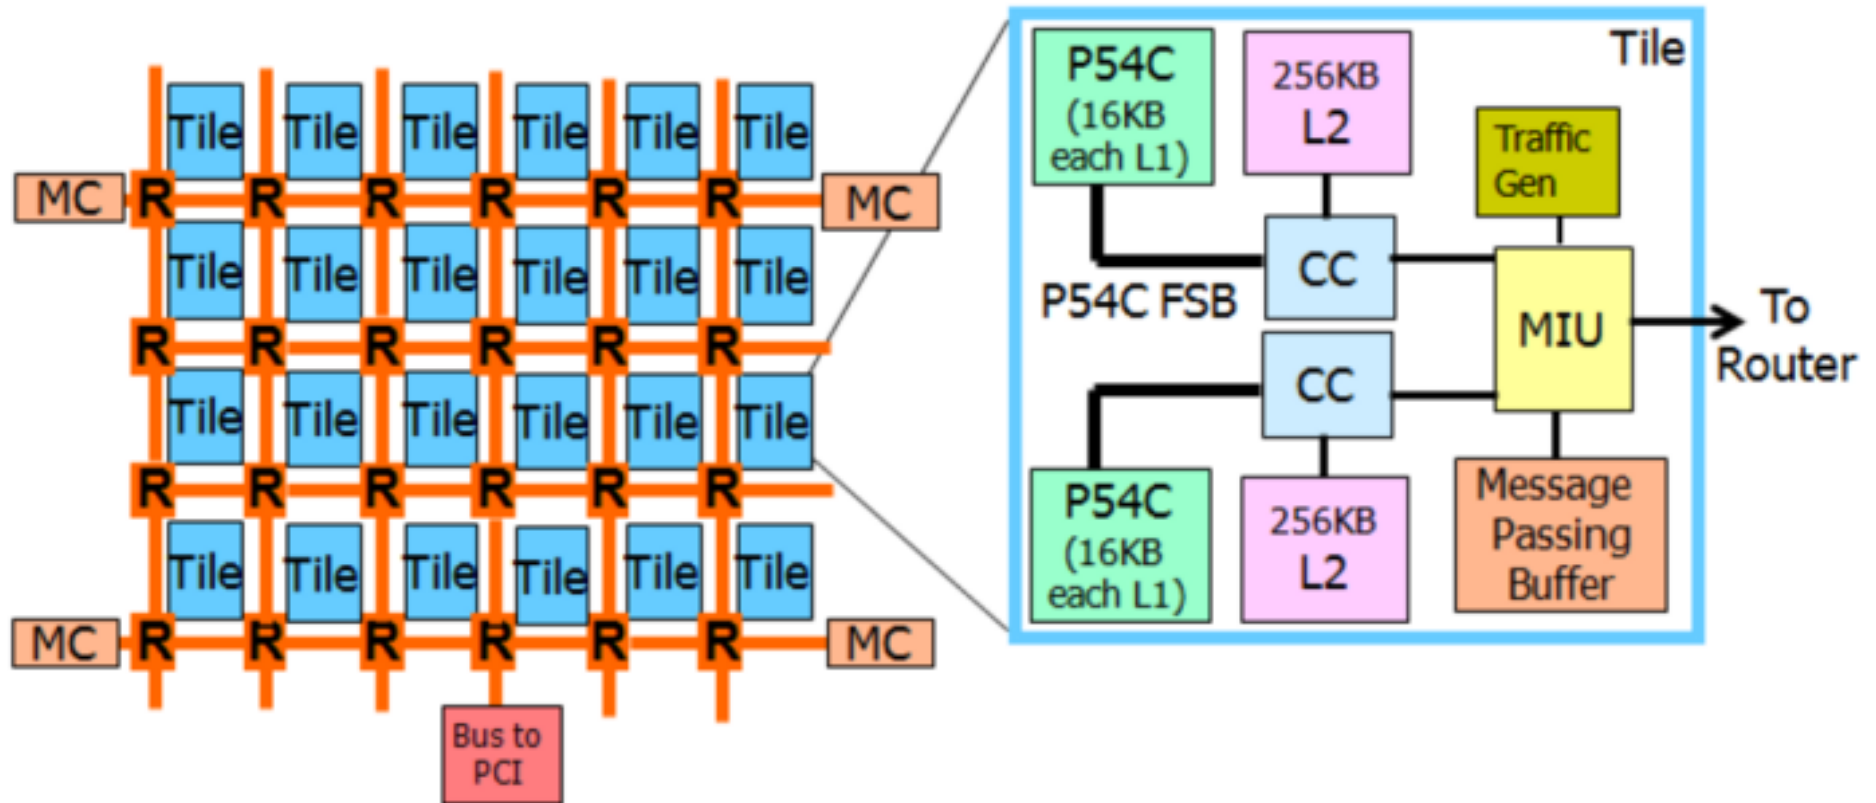 Tile Tile Tile Tile Tile Tile
MC R R R R R R MC
Tile Tile Tile Tile Tile Tile
R R R R R R
Tile Tile Tile Tile Tile Tile
R R R R R R
Tile Tile Tile Tile Tile Tile
MC R R R R R R MC
Bus to
PCI
Tile
P54C
(16KB
each L1)
256KB
L2
Traffic
Gen
CC
P54C FSB
MIU
To
Router
CC
P54C
(16KB
each L1)
256KB
L2
Message
Passing
Buffer